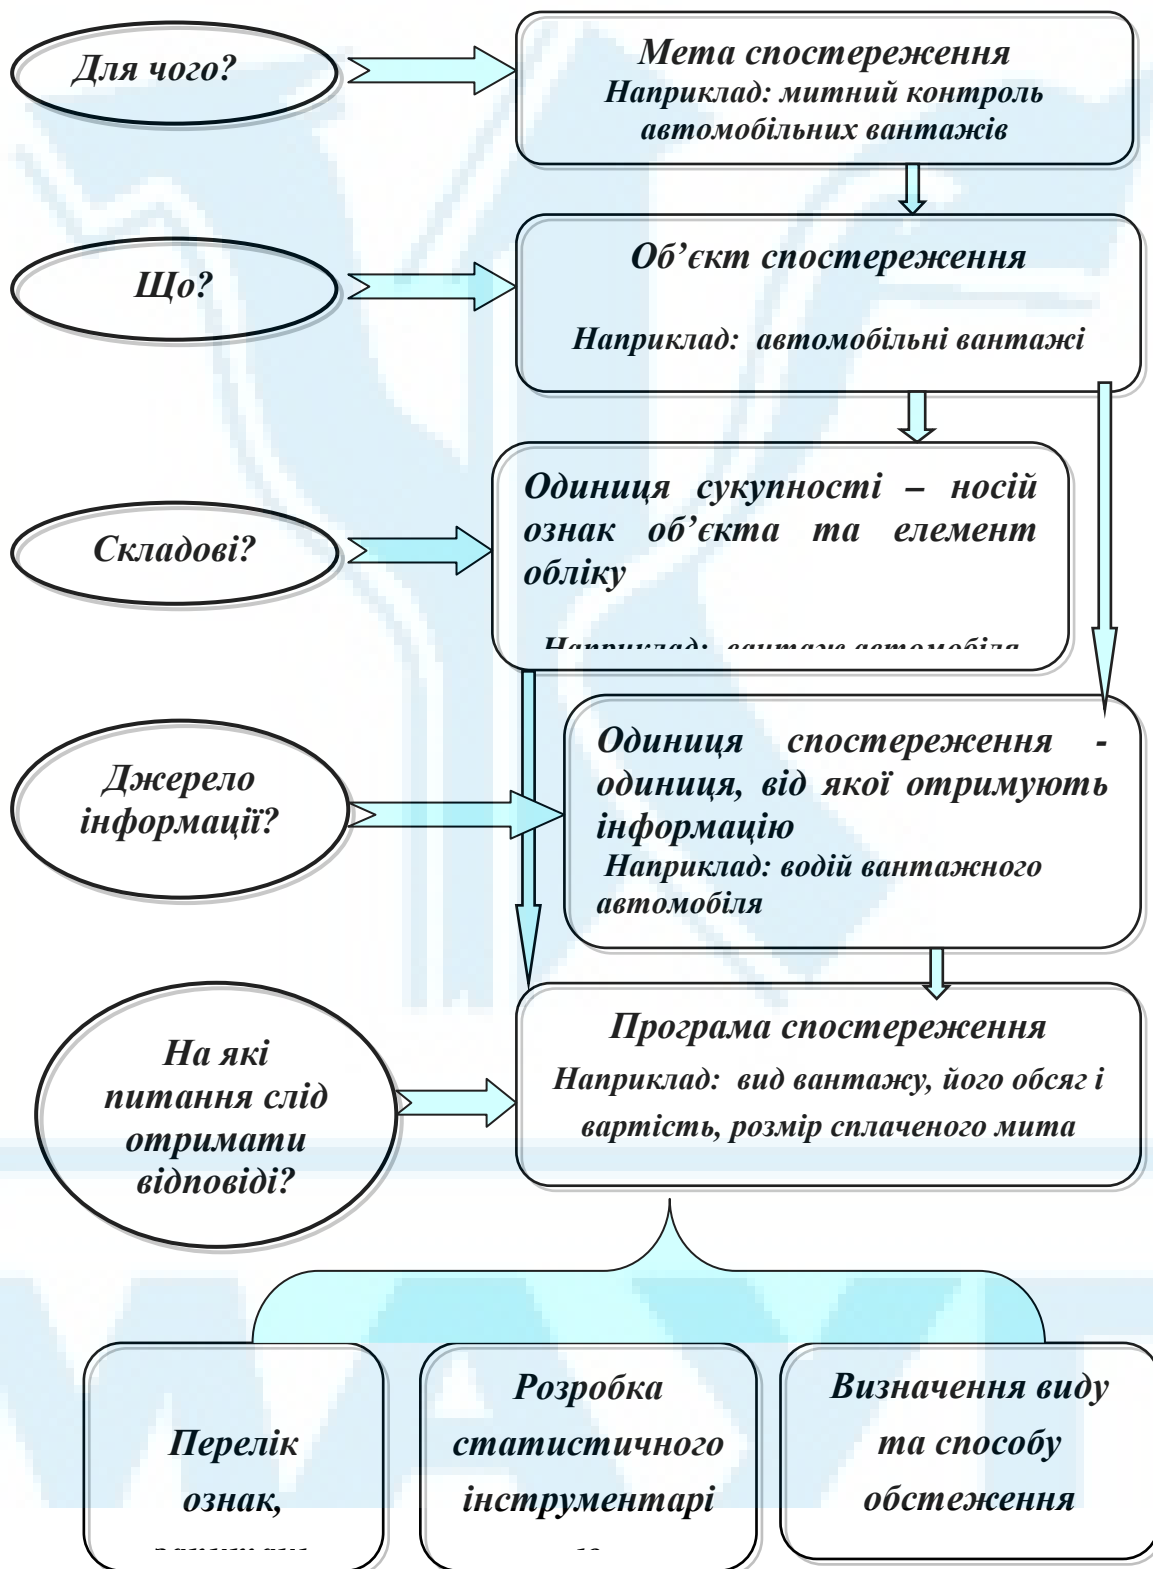 Для чого?
Мета спостереження
Наприклад: митний контроль
автомобільних вантажів
Що?
Об’єкт спостереження
Наприклад: автомобільні вантажі
Складові?
Одиниця сукупності – носій
ознак об’єкта та елемент
обліку
Наприклад: вантаж автомобіля
Джерело
інформації?
Одиниця спостереження -
одиниця, від якої отримують
інформацію
Наприклад: водій вантажного
автомобіля
На які
питання слід
отримати
відповіді?
Програма спостереження
Наприклад: вид вантажу, його обсяг і
вартість, розмір сплаченого мита
Перелік
ознак,
Розробка
статистичного
інструментарі
ю
Визначення виду
та способу
обстеження